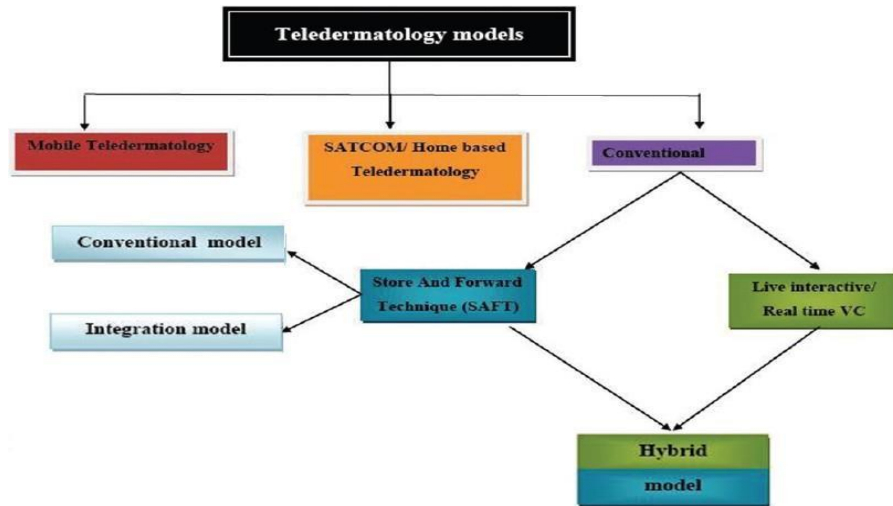 Teledermatology models
Mobile Teledermatology
SATCOM/ Home based
Teledermatology
Conventional
Conventional model
Store And Forward
Technique (SAFT)
Live interactive/
Real time VC
Integration model
Hybrid
model